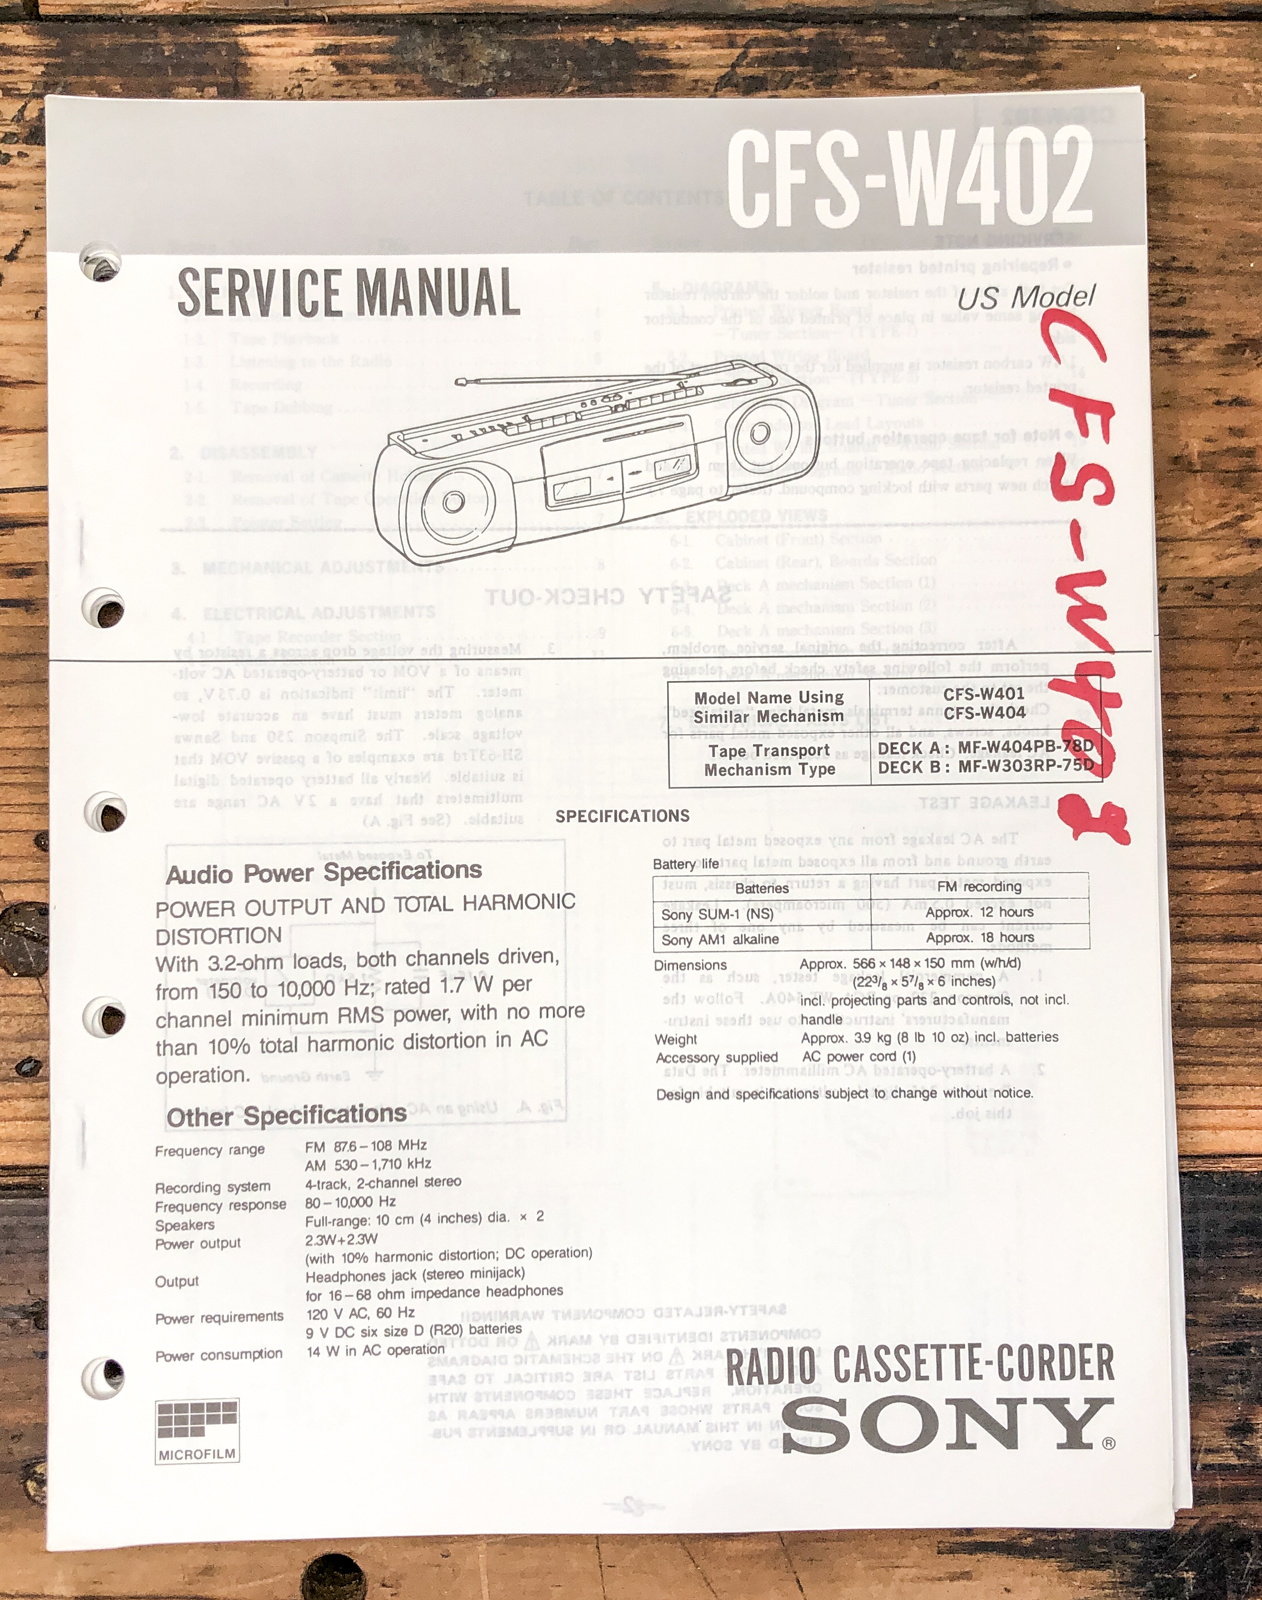 CFS-W402
SERVICE MANUAL
US Model
CFS-W403
Model Name Using Similar Mechanism
CFS-W401
CFS-W404
Tape Transport Mechanism Type
DECK A : MF-W404PB-78D
DECK B : MF-W303RP-75D
SPECIFICATIONS
Audio Power Specifications
POWER OUTPUT AND TOTAL HARMONIC
DISTORTION
With 3.2-ohm loads, both channels driven,
from 150 to 10,000 Hz; rated 1.7 W per
channel minimum RMS power, with no more
than 10% total harmonic distortion in AC
operation.
Other Specifications
Frequency range FM 87.6–108 MHz
AM 530–1,710 kHz
Recording system 4-track, 2-channel stereo
Frequency response 80–10,000 Hz
Speakers Full-range: 10 cm (4 inches) dia. × 2
Power output 2.3W+2.3W
(with 10% harmonic distortion; DC operation)
Output Headphones jack (stereo minijack)
for 16–68 ohm impedance headphones
Power requirements 120 V AC, 60 Hz
9 V DC six size D (R20) batteries
Power consumption 14 W in AC operation
MICROFILM
Battery life
Batteries FM recording
Sony SUM-1 (NS) Approx. 12 hours
Sony AM1 alkaline Approx. 18 hours
Dimensions Approx. 566 × 148 × 150 mm (w/h/d)
(22 3/8 × 5 7/8 × 6 inches)
incl. projecting parts and controls, not incl.
handle
Weight Approx. 3.9 kg (8 lb 10 oz) incl. batteries
Accessory supplied AC power cord (1)
Design and specifications subject to change without notice.
RADIO CASSETTE-CORDER
SONY®